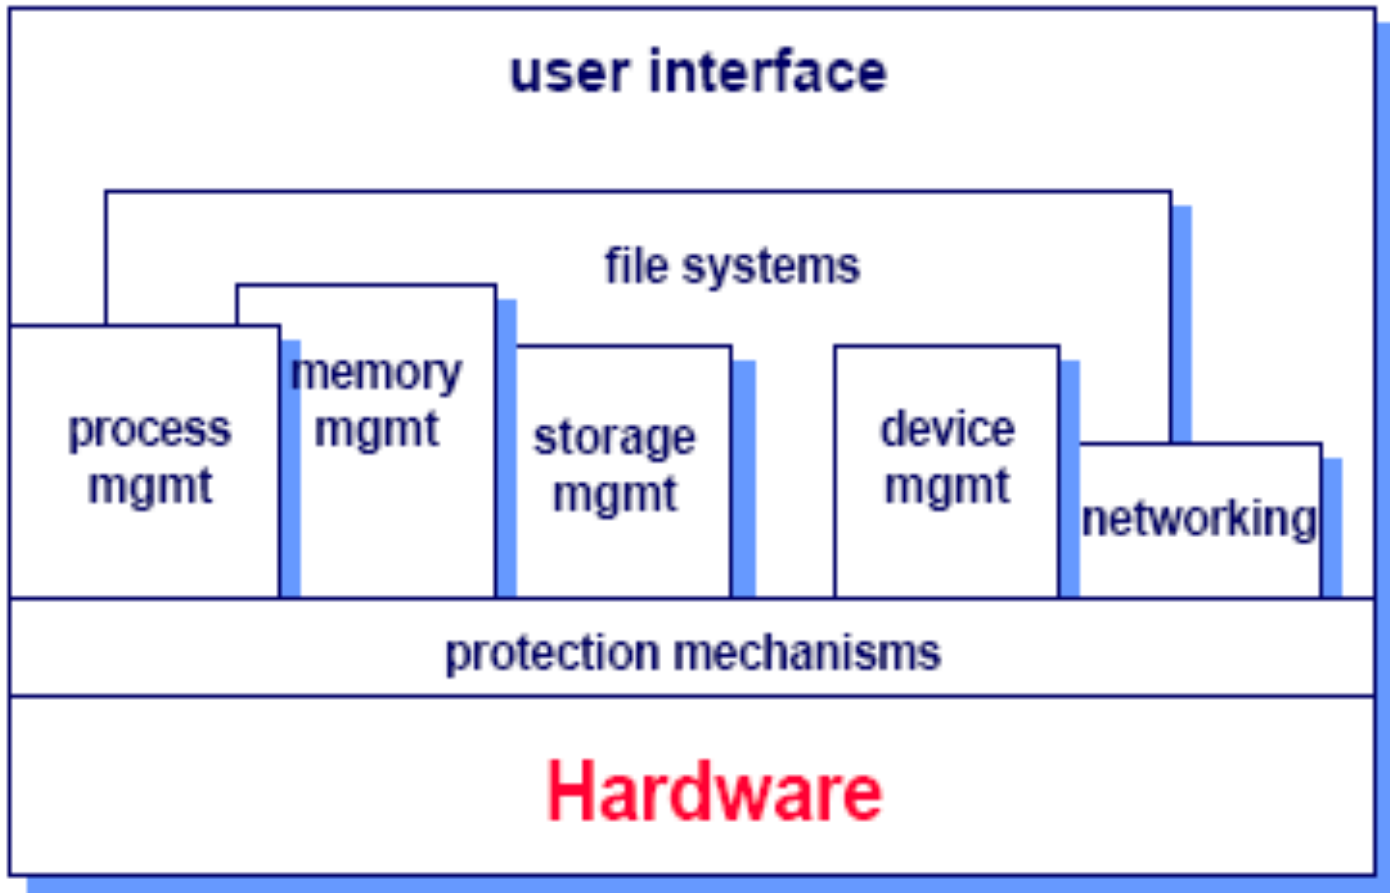 user interface
file systems
memory
mgmt
process
mgmt
storage
mgmt
device
mgmt
networking
protection mechanisms
Hardware